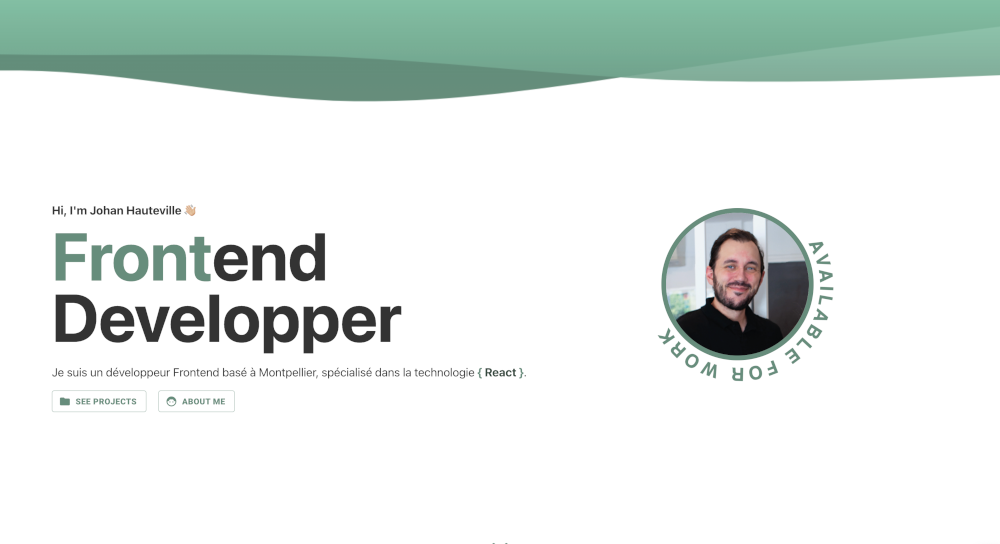 Hi, I'm Johan Hauteville 👋🏼
Frontend
Developper
Je suis un développeur Frontend basé à Montpellier, spécialisé dans la technologie { React }.
SEE PROJECTS
ABOUT ME
AVAILABLE FOR WORK